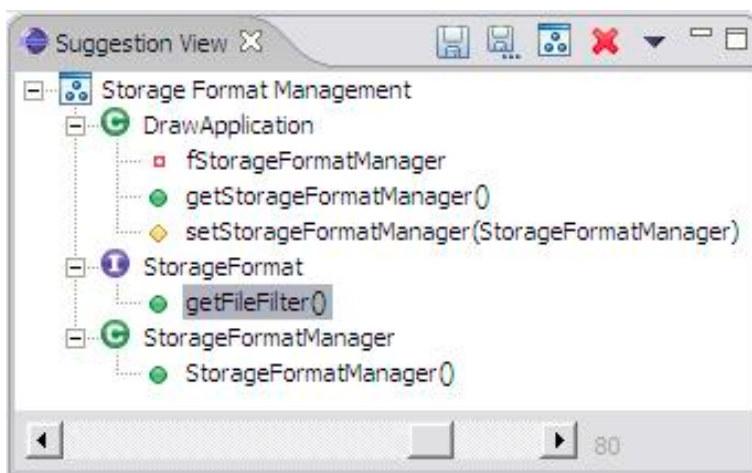 Suggestion View
Storage Format Management
DrawApplication
fStorageFormatManager
getStorageFormatManager()
setStorageFormatManager(StorageFormatManager)
StorageFormat
getFileFilter()
StorageFormatManager
StorageFormatManager()
80